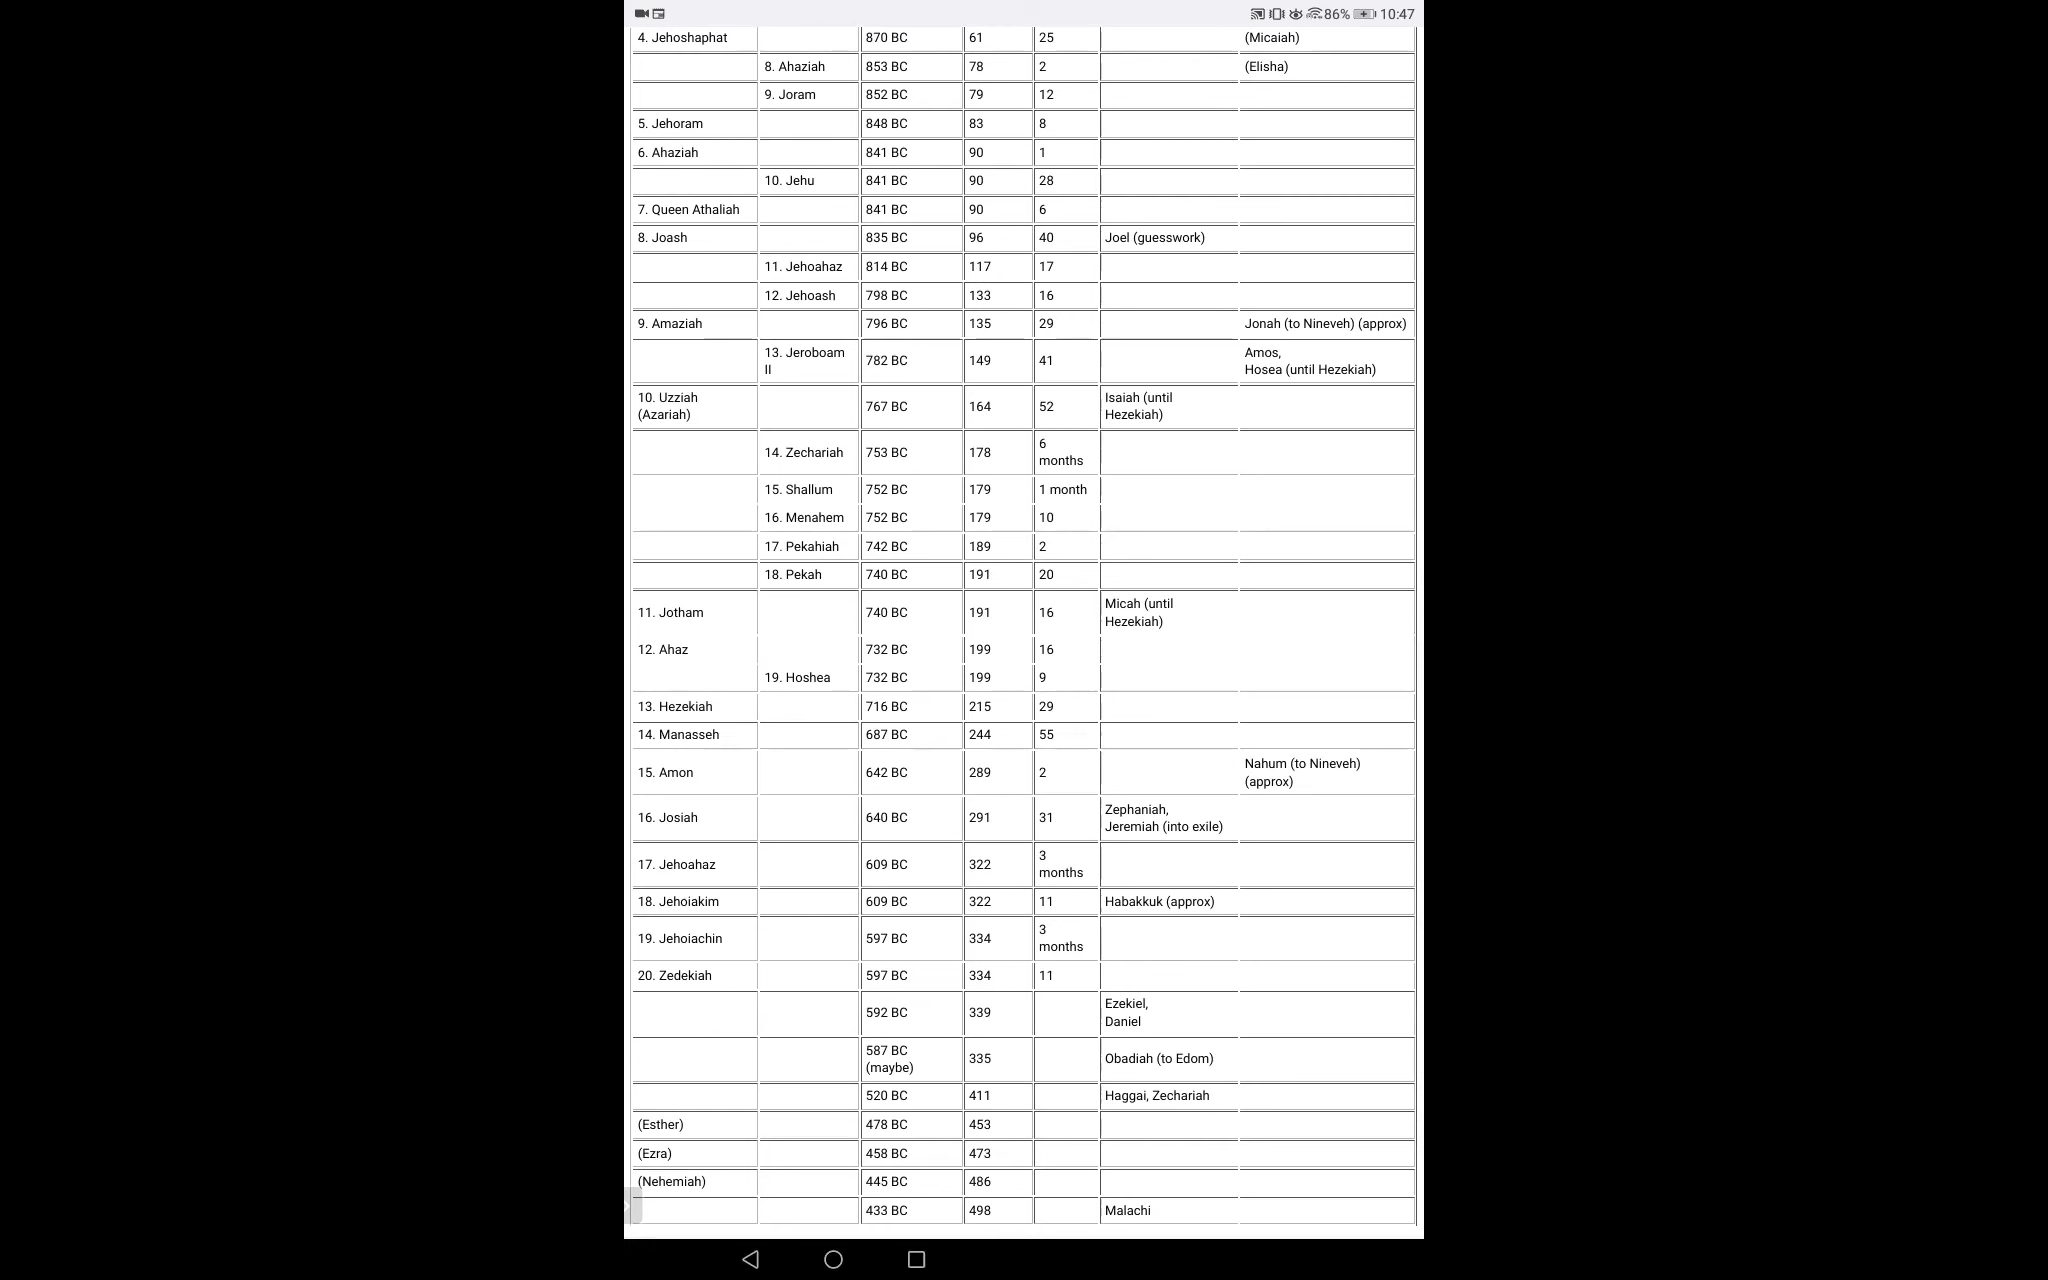 86% 10:47
4. Jehoshaphat 870 BC 61 25 (Micaiah)
8. Ahaziah 853 BC 78 2 (Elisha)
9. Joram 852 BC 79 12
5. Jehoram 848 BC 83 8
6. Ahaziah 841 BC 90 1
10. Jehu 841 BC 90 28
7. Queen Athaliah 841 BC 90 6
8. Joash 835 BC 96 40 Joel (guesswork)
11. Jehoahaz 814 BC 117 17
12. Jehoash 798 BC 133 16
9. Amaziah 796 BC 135 29 Jonah (to Nineveh) (approx)
13. Jeroboam
II
782 BC 149 41
Amos,
Hosea (until Hezekiah)
10. Uzziah
(Azariah)
767 BC 164 52
Isaiah (until
Hezekiah)
14. Zechariah 753 BC 178
6
months
15. Shallum 752 BC 179 1 month
16. Menahem 752 BC 179 10
17. Pekahiah 742 BC 189 2
18. Pekah 740 BC 191 20
11. Jotham 740 BC 191 16
Micah (until
Hezekiah)
12. Ahaz 732 BC 199 16
19. Hoshea 732 BC 199 9
13. Hezekiah 716 BC 215 29
14. Manasseh 687 BC 244 55
15. Amon 642 BC 289 2
Nahum (to Nineveh)
(approx)
16. Josiah 640 BC 291 31
Zephaniah,
Jeremiah (into exile)
17. Jehoahaz 609 BC 322
3
months
18. Jehoiakim 609 BC 322 11 Habakkuk (approx)
19. Jehoiachin 597 BC 334
3
months
20. Zedekiah 597 BC 334 11
592 BC 339
Ezekiel,
Daniel
587 BC
(maybe)
335 Obadiah (to Edom)
520 BC 411 Haggai, Zechariah
(Esther) 478 BC 453
(Ezra) 458 BC 473
(Nehemiah) 445 BC 486
433 BC 498 Malachi